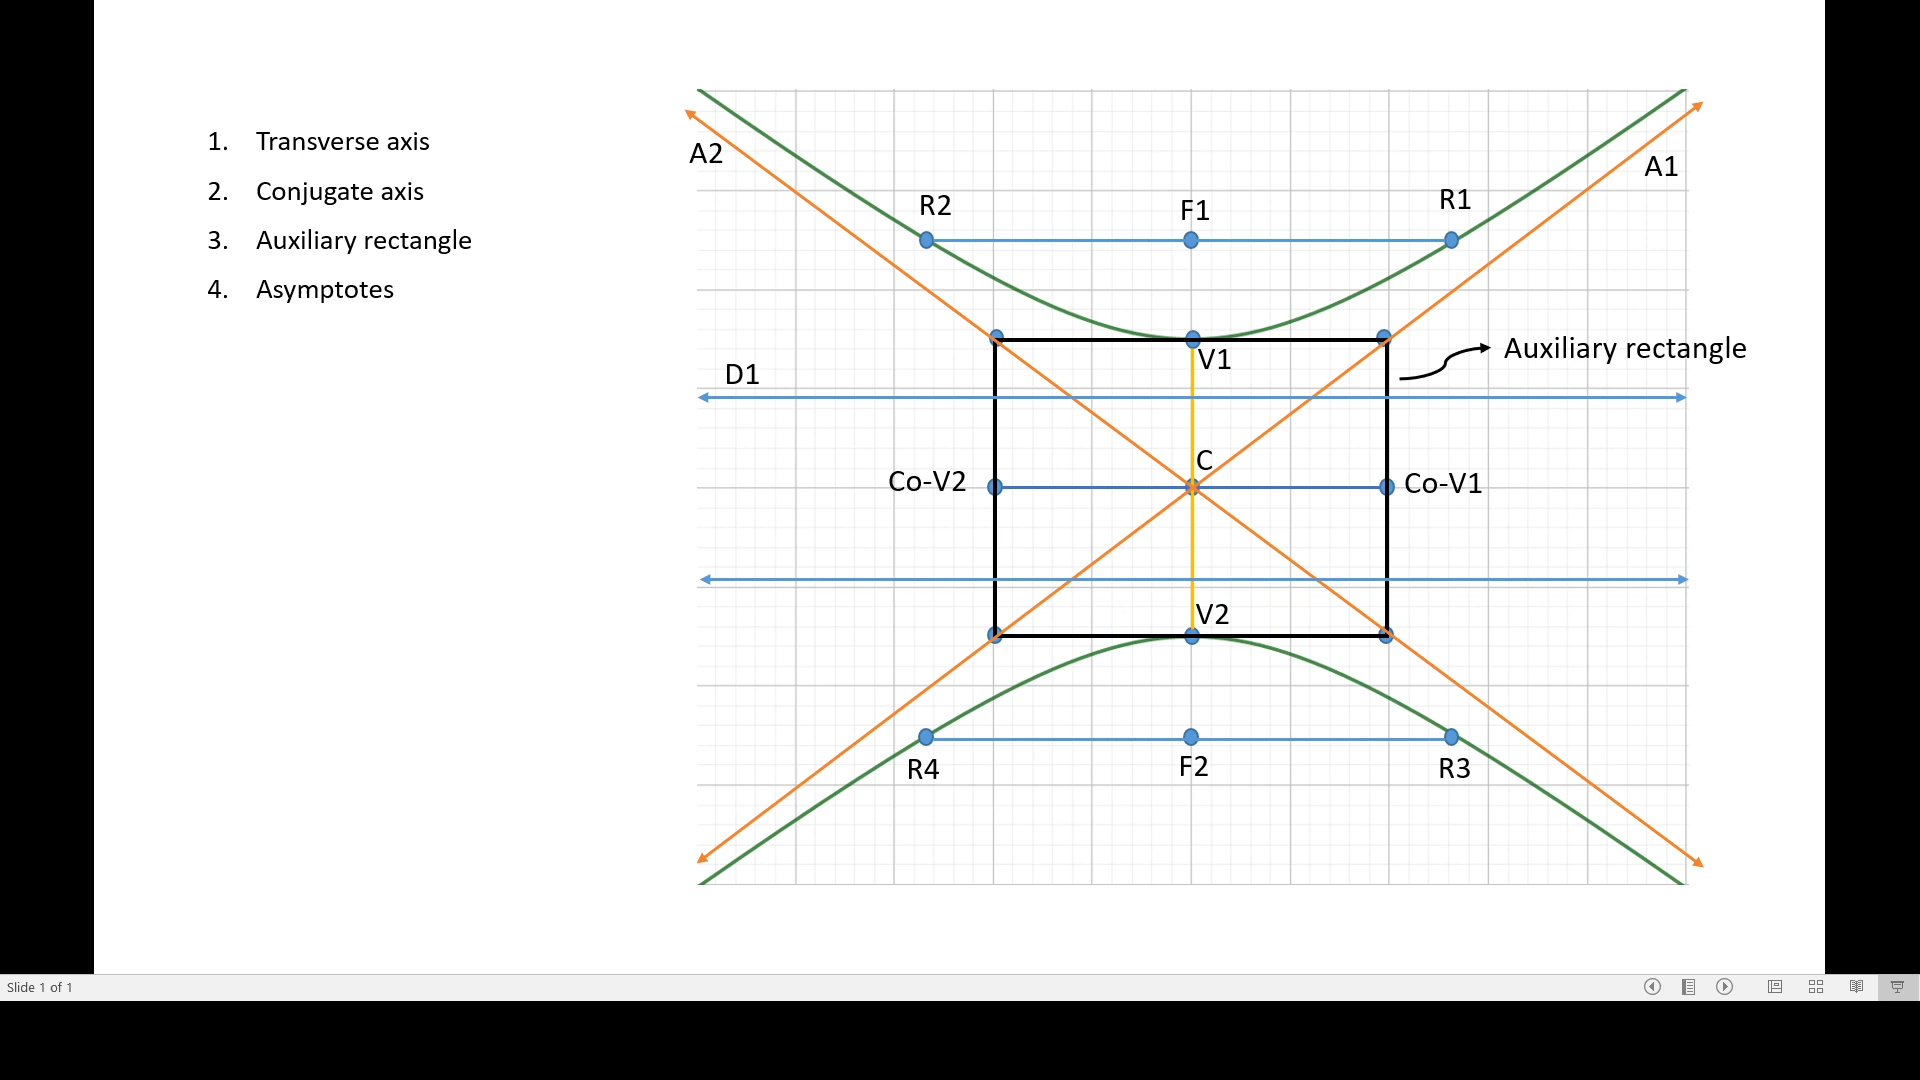 1. Transverse axis
2. Conjugate axis
3. Auxiliary rectangle
4. Asymptotes
A2
A1
R2
F1
R1
V1
Auxiliary rectangle
D1
C
Co-V2
Co-V1
V2
R4
F2
R3
Slide 1 of 1